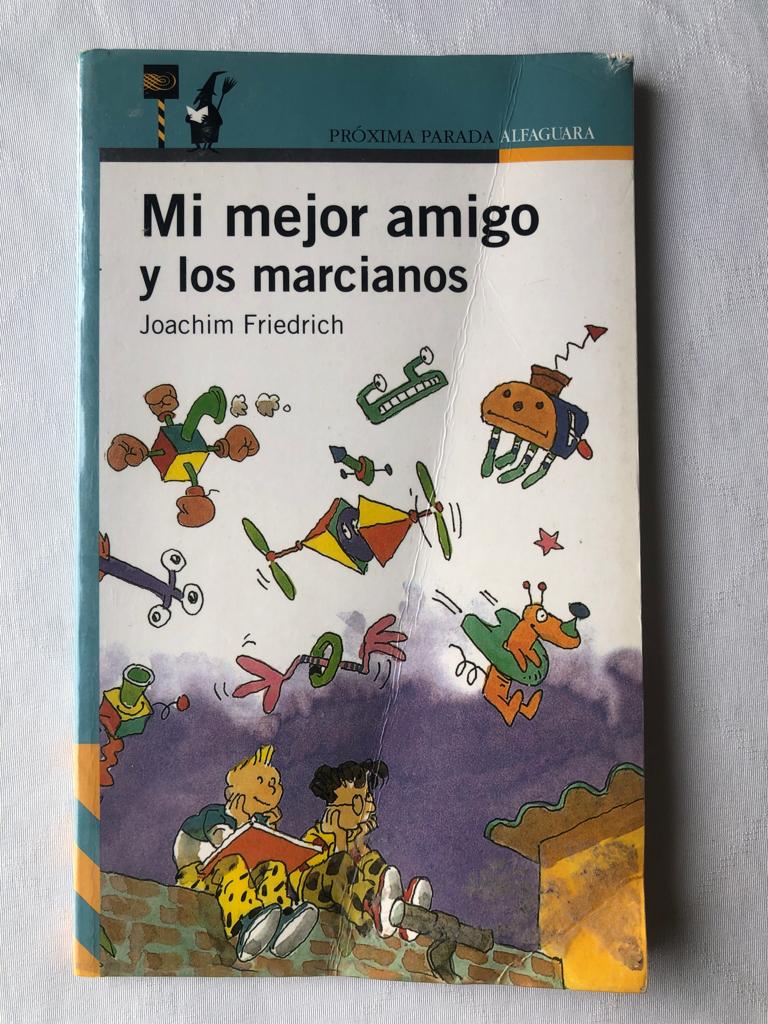 PRÓXIMA PARADA ALFAGUARA
Mi mejor amigo
y los marcianos
Joachim Friedrich